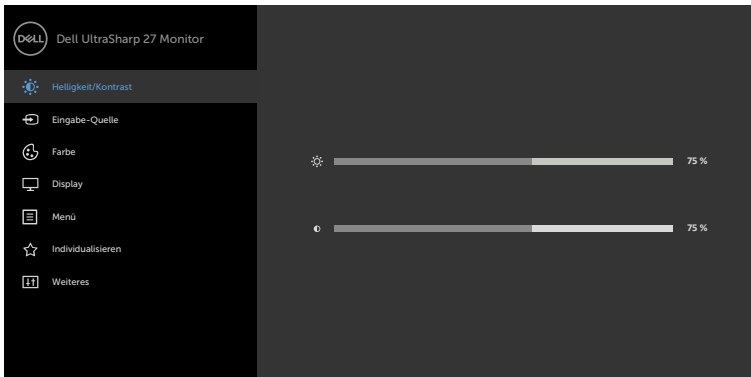 DELL Dell UltraSharp 27 Monitor
Helligkeit/Kontrast
Eingabe-Quelle
Farbe
75 %
Display
Menü
75 %
Individualisieren
Weiteres